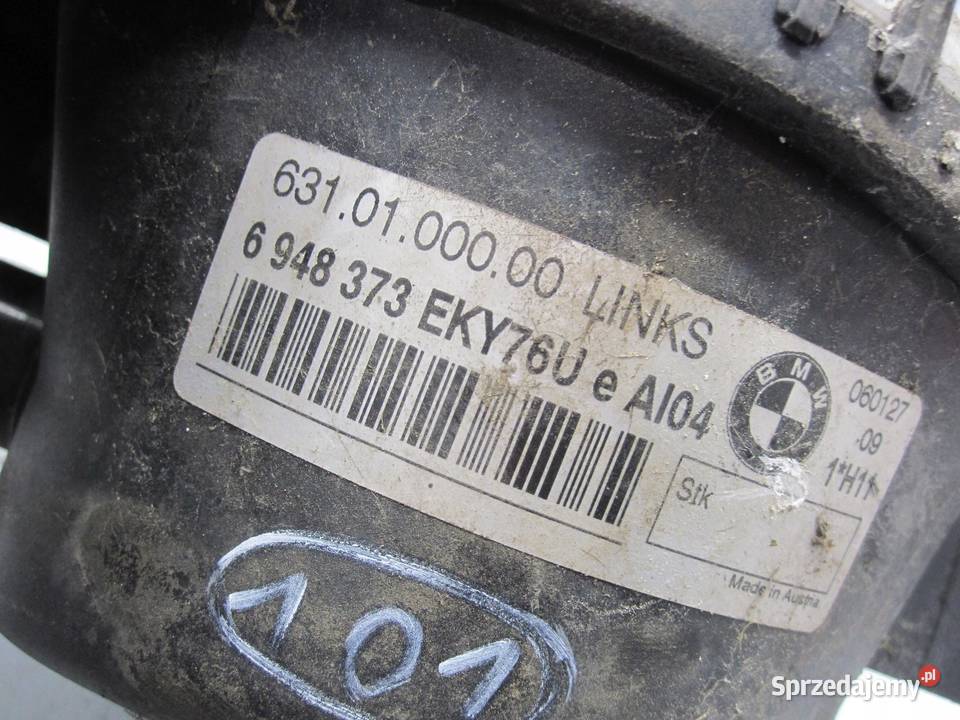 631.01.000.00 LINKS
6 948 373 EKY76U e AI04
BMW
060127
09
1*H1*
Stk
Made in Austria
101
Sprzedajemy.pl